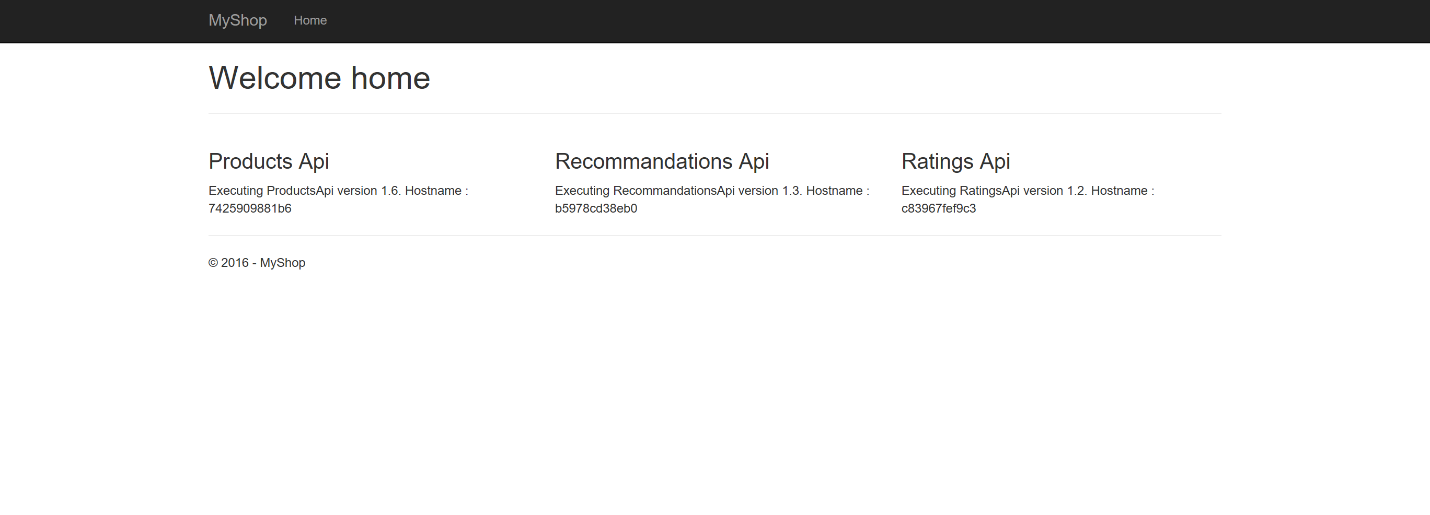 MyShop Home
Welcome home
Products Api
Executing ProductsApi version 1.6. Hostname :
7425909881b6
Recommandations Api
Executing RecommandationsApi version 1.3. Hostname :
b5978cd38eb0
Ratings Api
Executing RatingsApi version 1.2. Hostname :
c83967fef9c3
© 2016 - MyShop